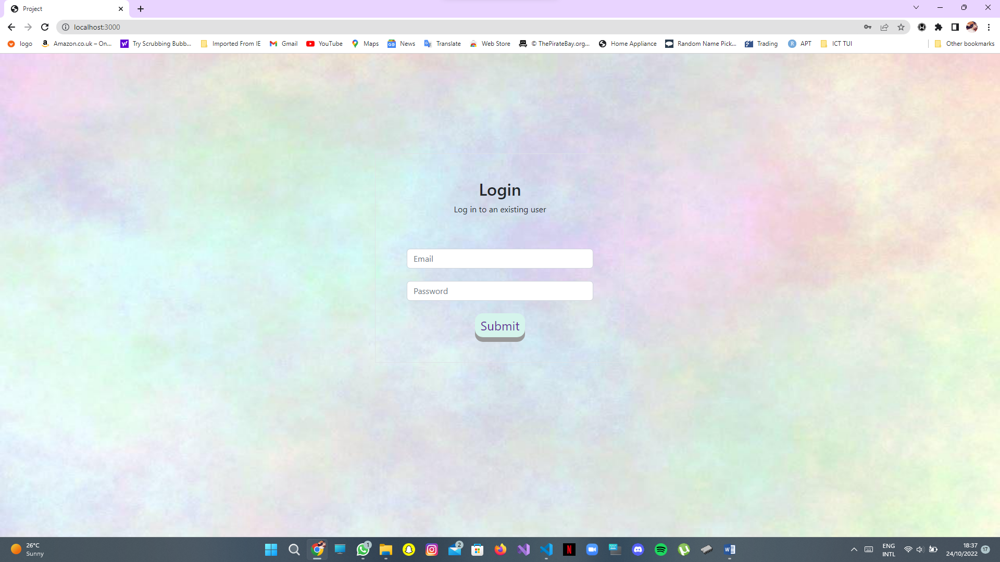 Project
localhost:3000
logo
Amazon.co.uk – On...
Try Scrubbing Bubb...
Imported From IE
Gmail
YouTube
Maps
News
Translate
Web Store
© ThePirateBay.org...
Home Appliance
Random Name Pick...
Trading
R
APT
ICT TUI
Other bookmarks
Login
Log in to an existing user
Email
Password
Submit
26°C
Sunny
1
2
N
W
ENG
INTL
18:37
24/10/2022
17